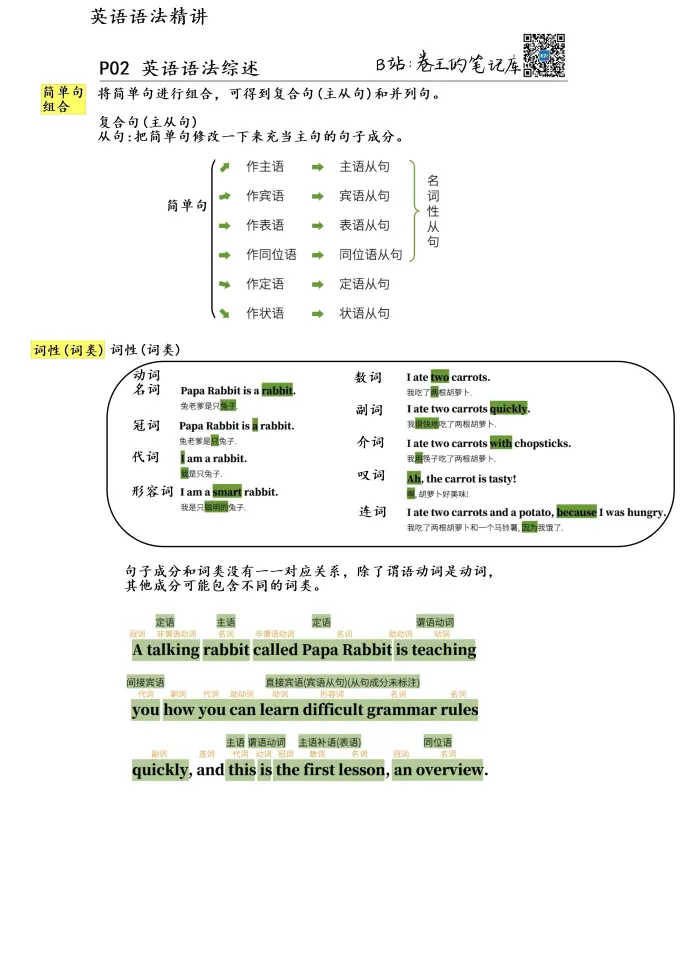 英语语法精讲
P02 英语语法综述
B站:卷王的笔记库
简单句
组合
将简单句进行组合，可得到复合句(主从句)和并列句。
复合句(主从句)
从句:把简单句修改一下来充当主句的句子成分。
简单句
作主语 主语从句
作宾语 宾语从句
作表语 表语从句
作同位语 同位语从句
作定语 定语从句
作状语 状语从句
名词性从句
词性(词类) 词性(词类)
动词
名词 Papa Rabbit is a rabbit.
兔老爹是只兔子.
冠词 Papa Rabbit is a rabbit.
兔老爹是只兔子.
代词 I am a rabbit.
我是只兔子.
形容词 I am a smart rabbit.
我是只聪明的兔子.
数词 I ate two carrots.
我吃了两根胡萝卜.
副词 I ate two carrots quickly.
我很快地吃了两根胡萝卜.
介词 I ate two carrots with chopsticks.
我用筷子吃了两根胡萝卜.
叹词 Ah, the carrot is tasty!
啊, 胡萝卜好美味!
连词 I ate two carrots and a potato, because I was hungry.
我吃了两根胡萝卜和一个马铃薯, 因为我饿了.
句子成分和词类没有一一对应关系，除了谓语动词是动词，
其他成分可能包含不同的词类。
定语 主语 定语 谓语动词
冠词 非谓语动词 名词 非谓语动词 名词 助动词 动词
A talking rabbit called Papa Rabbit is teaching
间接宾语 直接宾语(宾语从句)(从句成分未标注)
代词 副词 代词 助动词 动词 形容词 名词 名词
you how you can learn difficult grammar rules
主语 谓语动词 主语补语(表语) 同位语
副词 连词 代词 动词 冠词 数词 名词 冠词 名词
quickly, and this is the first lesson, an overview.